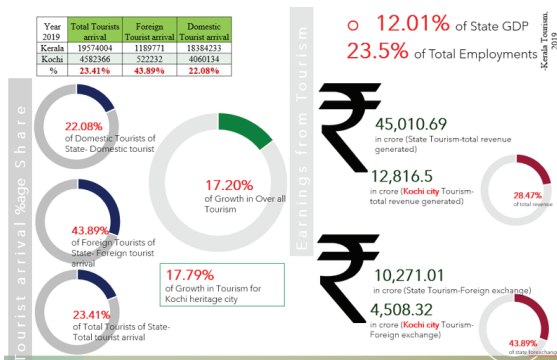 Year 2019 Total Tourists arrival Foreign Tourist arrival Domestic Tourists arrival
Kerala 19574004 1189771 18384233
Kochi 4582366 522232 4060134
% 23.41% 43.89% 22.08%
Tourist arrival %age Share
22.08%
of Domestic Tourists of
State- Domestic tourist
43.89%
of Foreign Tourists of
State- Foreign tourist
arrival
23.41%
of Total Tourists of State-
Total tourist arrival
17.20%
of Growth in Over all
Tourism
17.79%
of Growth in Tourism for
Kochi heritage city
Earnings from Tourism
12.01% of State GDP
23.5% of Total Employments
-Kerala Tourism,
2019
₹
45,010.69
in crore (State Tourism-total revenue
generated)
12,816.5
in crore (Kochi city Tourism-
total revenue generated)
28.47%
of total revenue
₹
10,271.01
in crore (State Tourism-Foreign exchange)
4,508.32
in crore (Kochi city Tourism-
Foreign exchange)
43.89%
of state foreign